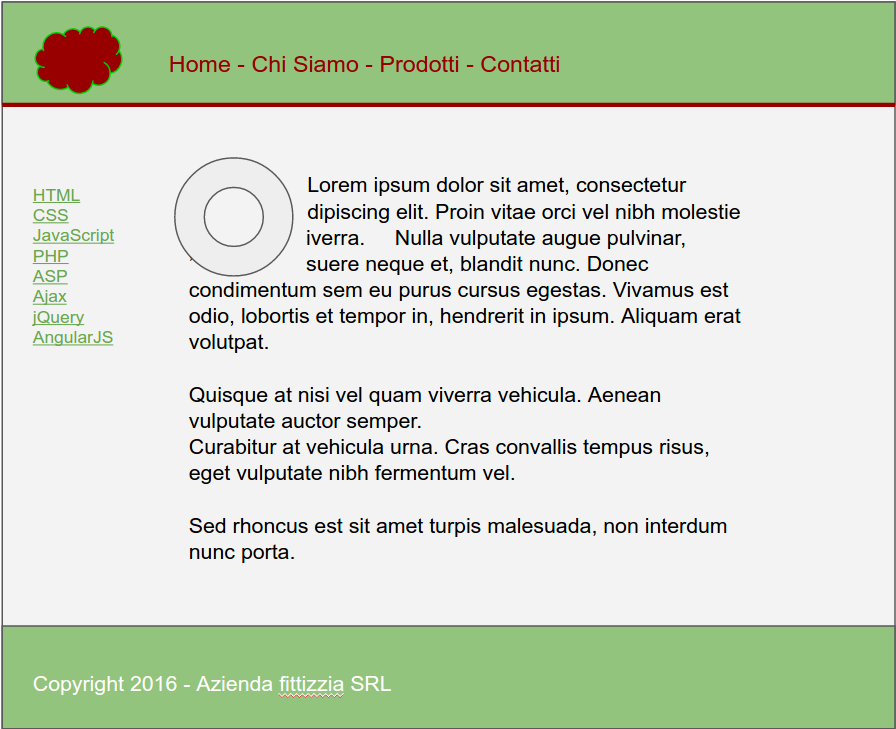 Home - Chi Siamo - Prodotti - Contatti
HTML
CSS
JavaScript
PHP
ASP
Ajax
jQuery
AngularJS
Lorem ipsum dolor sit amet, consectetur
dipiscing elit. Proin vitae orci vel nibh molestie
iverra. Nulla vulputate augue pulvinar,
suere neque et, blandit nunc. Donec
condimentum sem eu purus cursus egestas. Vivamus est
odio, lobortis et tempor in, hendrerit in ipsum. Aliquam erat
volutpat.
Quisque at nisi vel quam viverra vehicula. Aenean
vulputate auctor semper.
Curabitur at vehicula urna. Cras convallis tempus risus,
eget vulputate nibh fermentum vel.
Sed rhoncus est sit amet turpis malesuada, non interdum
nunc porta.
Copyright 2016 - Azienda fittizzia SRL